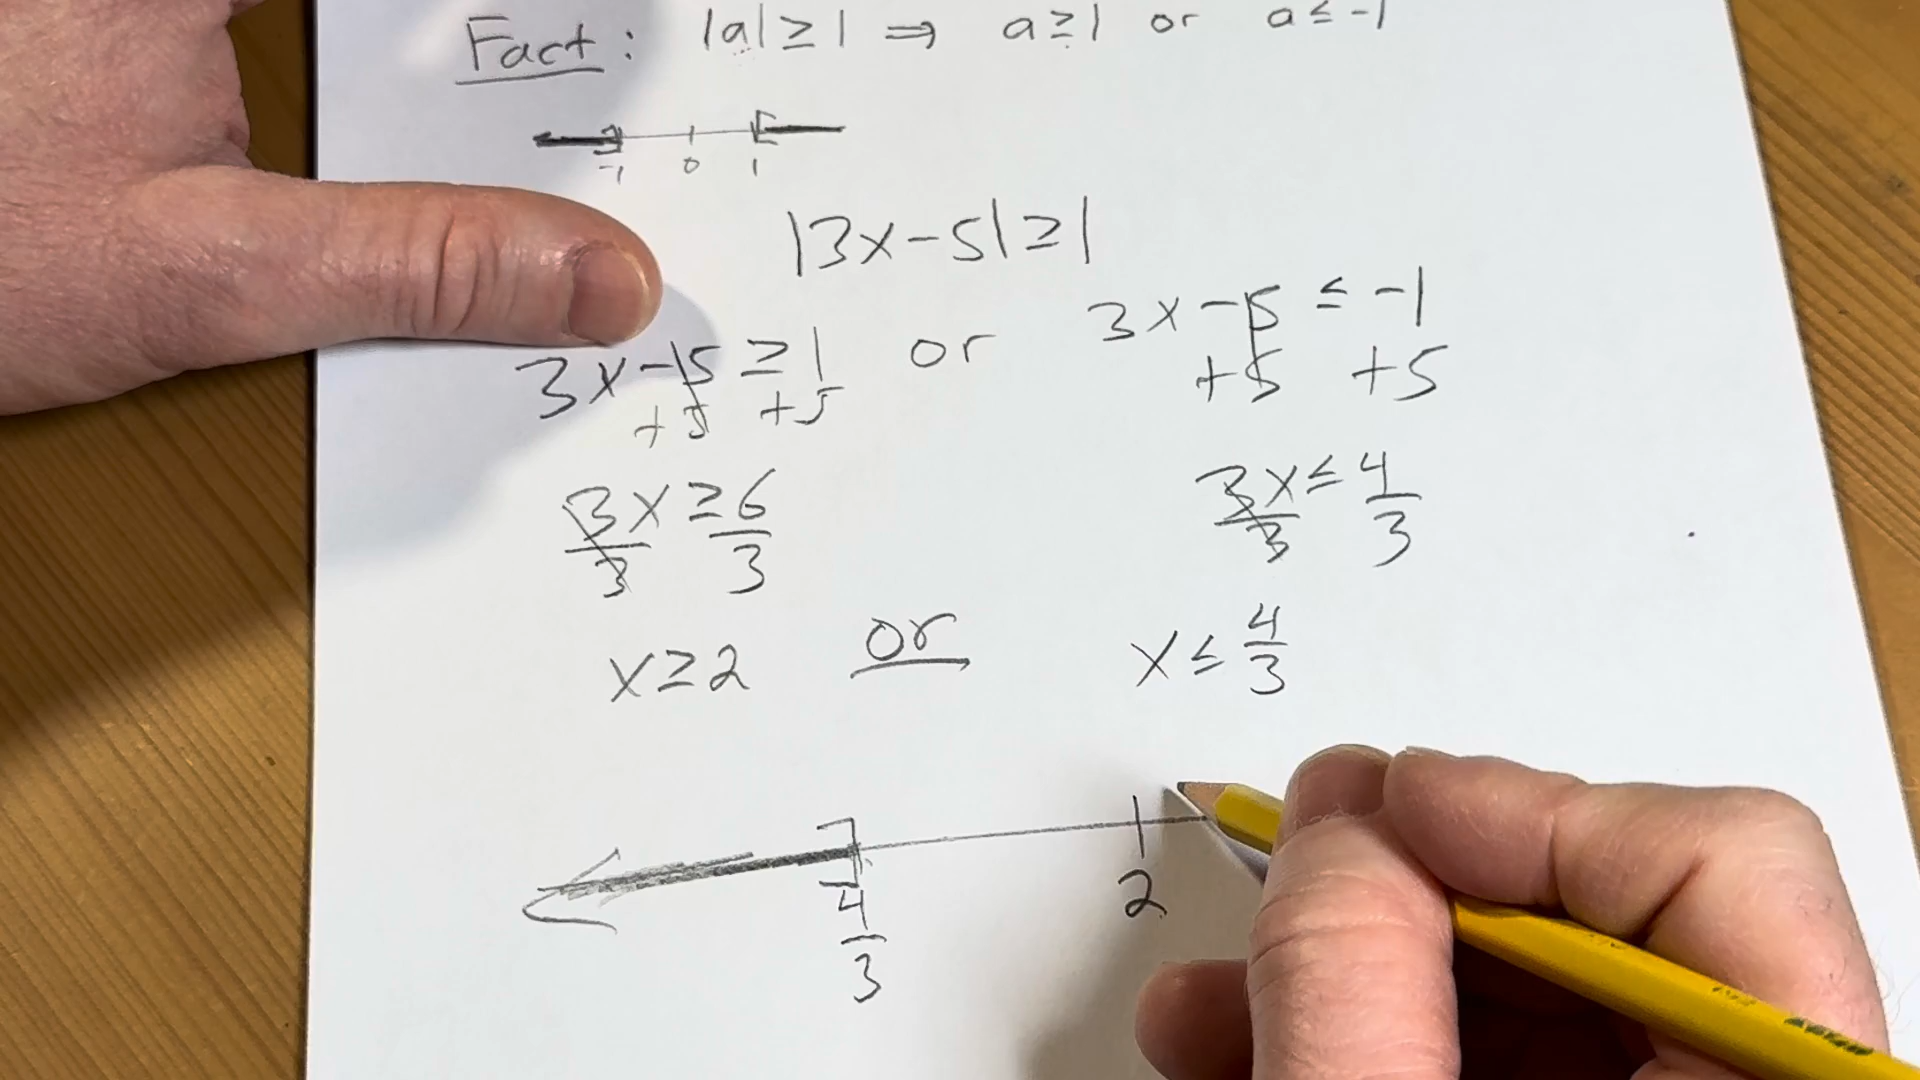 Fact: |a| ≥ 1 ⇒ a ≥ 1 or a ≤ -1
-1 0 1
|3x-5| ≥ 1
3x-5 ≥ 1 or 3x-5 ≤ -1
+5 +5 +5 +5
3x ≥ 6 3x ≤ 4
3 3 3 3
x ≥ 2 or x ≤ 4/3
4/3 2